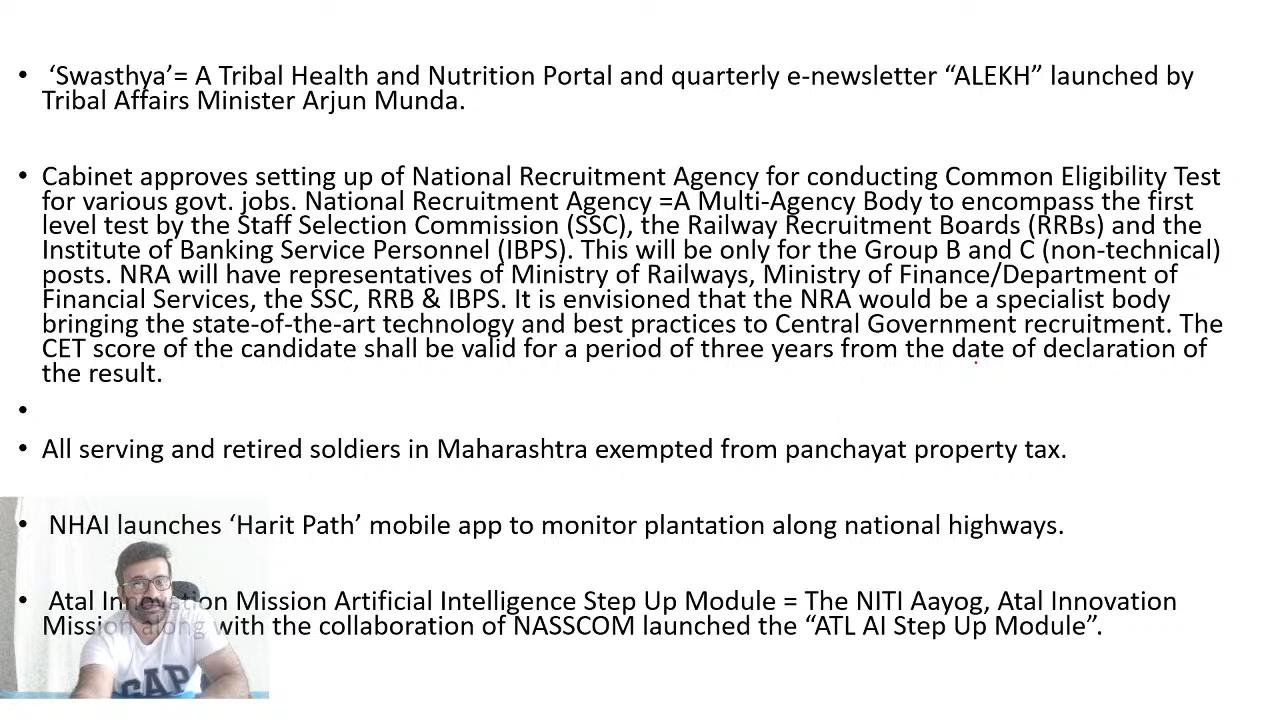 • ‘Swasthya’= A Tribal Health and Nutrition Portal and quarterly e-newsletter “ALEKH” launched by
Tribal Affairs Minister Arjun Munda.
• Cabinet approves setting up of National Recruitment Agency for conducting Common Eligibility Test
for various govt. jobs. National Recruitment Agency =A Multi-Agency Body to encompass the first
level test by the Staff Selection Commission (SSC), the Railway Recruitment Boards (RRBs) and the
Institute of Banking Service Personnel (IBPS). This will be only for the Group B and C (non-technical)
posts. NRA will have representatives of Ministry of Railways, Ministry of Finance/Department of
Financial Services, the SSC, RRB & IBPS. It is envisioned that the NRA would be a specialist body
bringing the state-of-the-art technology and best practices to Central Government recruitment. The
CET score of the candidate shall be valid for a period of three years from the date of declaration of
the result.
•
• All serving and retired soldiers in Maharashtra exempted from panchayat property tax.
• NHAI launches ‘Harit Path’ mobile app to monitor plantation along national highways.
• Atal Innovation Mission Artificial Intelligence Step Up Module = The NITI Aayog, Atal Innovation
Mission along with the collaboration of NASSCOM launched the “ATL AI Step Up Module”.
GAP